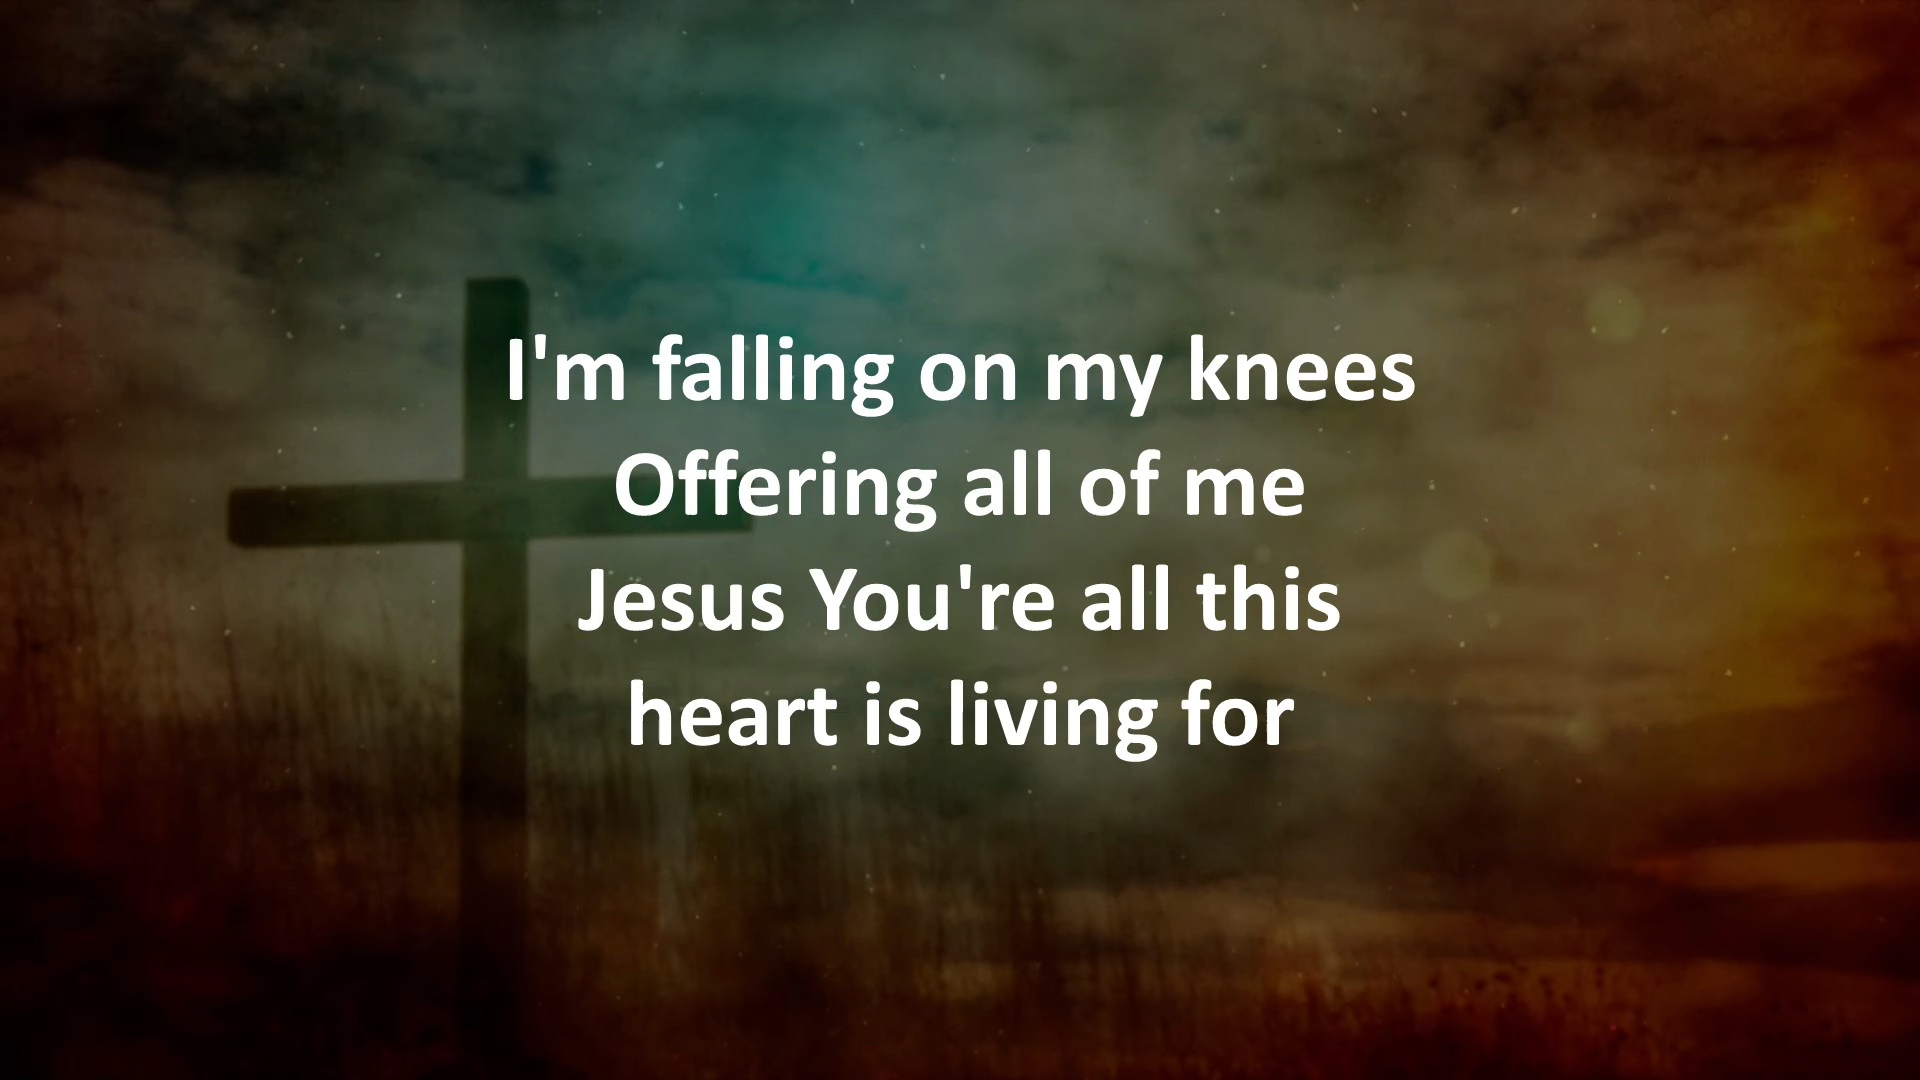 I'm falling on my knees
Offering all of me
Jesus You're all this
heart is living for